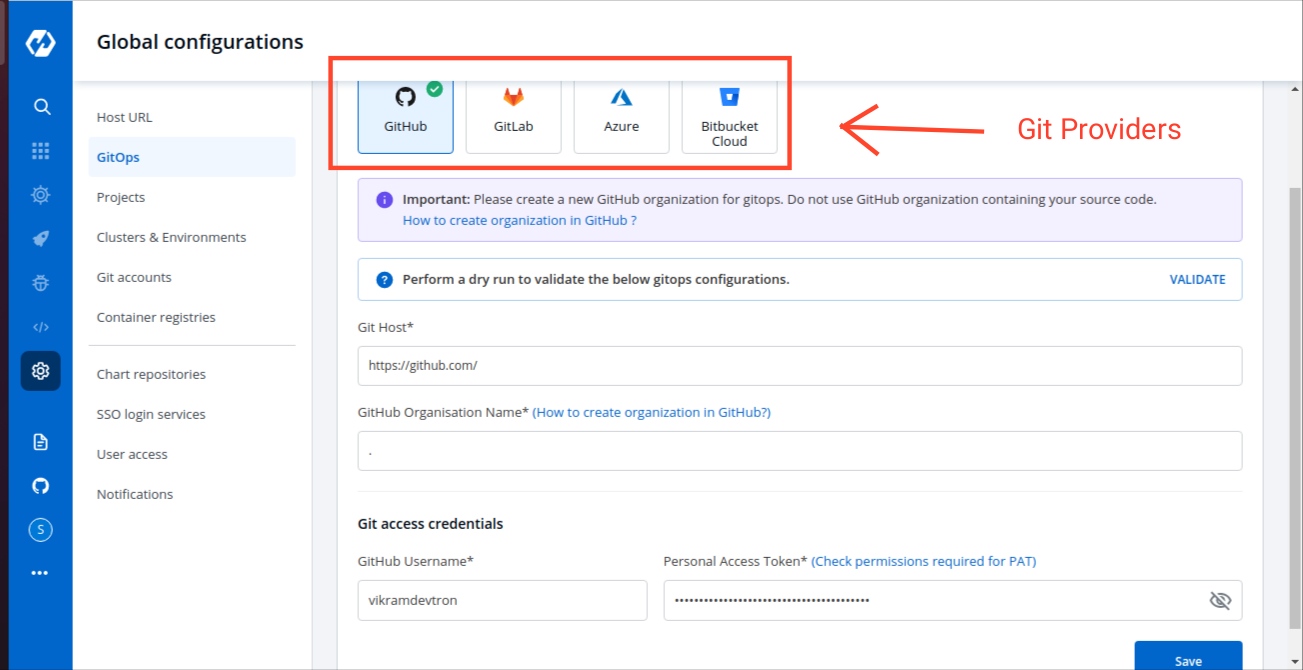 Global configurations
Host URL
GitOps
Projects
Clusters & Environments
Git accounts
Container registries
Chart repositories
SSO login services
User access
Notifications
S
GitHub
GitLab
Azure
Bitbucket
Cloud
Git Providers
Important: Please create a new GitHub organization for gitops. Do not use GitHub organization containing your source code.
How to create organization in GitHub ?
Perform a dry run to validate the below gitops configurations.
VALIDATE
Git Host*
https://github.com/
GitHub Organisation Name* (How to create organization in GitHub?)
.
Git access credentials
GitHub Username*
Personal Access Token* (Check permissions required for PAT)
vikramdevtron
••••••••••••••••••••••••••••••••••••••••
Save